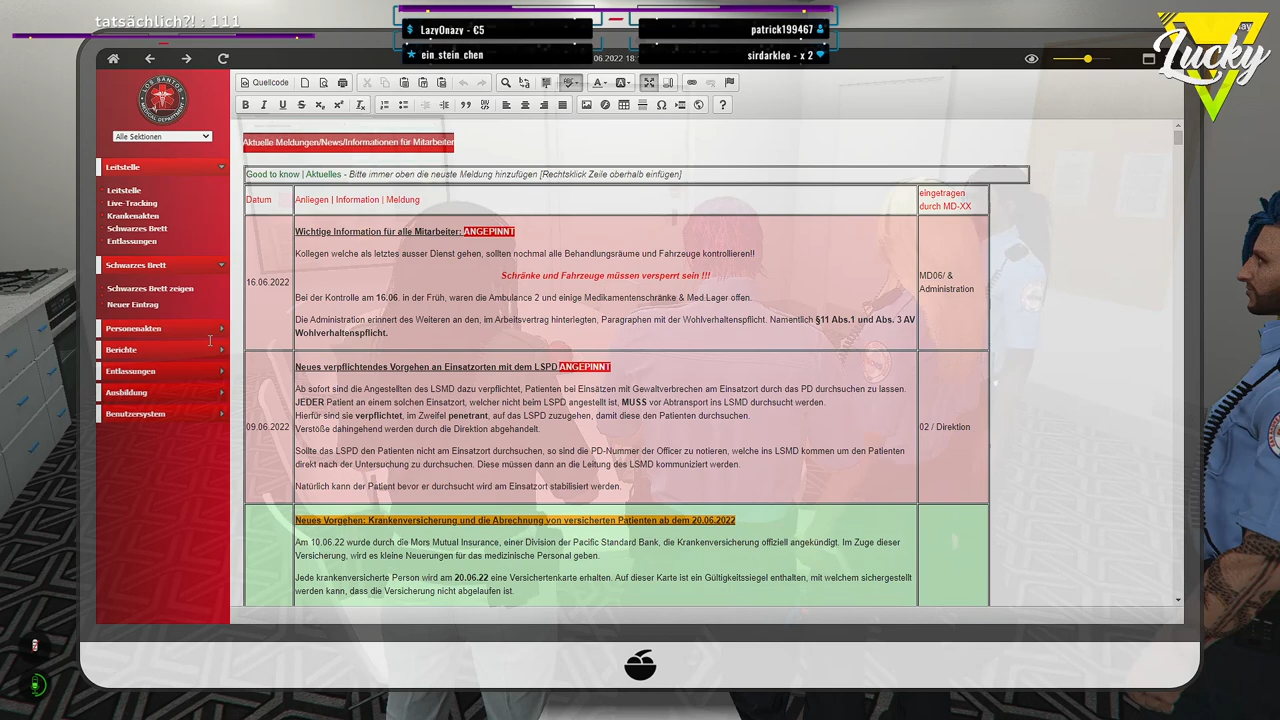 tatsächlich?! : 111
LazyOnazy - €5
ein_stein_chen
patrick199467
sirdarkleo - x 2
06.2022 18:
Lucky
LOS SANTOS
MEDICAL DEPARTMENT
Alle Sektionen
Leitstelle
Leitstelle
Live-Tracking
Krankenakten
Schwarzes Brett
Entlassungen
Schwarzes Brett
Schwarzes Brett zeigen
Neuer Eintrag
Personenakten
Berichte
Entlassungen
Ausbildung
Benutzersystem
Quellcode
Aktuelle Meldungen/News/Informationen für Mitarbeiter
Good to know | Aktuelles - Bitte immer oben die neuste Meldung hinzufügen [Rechtsklick Zeile oberhalb einfügen]
Datum
Anliegen | Information | Meldung
eingetragen
durch MD-XX
16.06.2022
Wichtige Information für alle Mitarbeiter: ANGEPINNT
Kollegen welche als letztes ausser Dienst gehen, sollten nochmal alle Behandlungsräume und Fahrzeuge kontrollieren!!
Schränke und Fahrzeuge müssen versperrt sein !!!
Bei der Kontrolle am 16.06. in der Früh, waren die Ambulance 2 und einige Medikamentenschränke & Med Lager offen.
Die Administration erinnert des Weiteren an den, im Arbeitsvertrag hinterlegten, Paragraphen mit der Wohlverhaltenspflicht. Namentlich §11 Abs.1 und Abs. 3 AV
Wohlverhaltenspflicht.
MD06/ &
Administration
09.06.2022
Neues verpflichtendes Vorgehen an Einsatzorten mit dem LSPD ANGEPINNT
Ab sofort sind die Angestellten des LSMD dazu verpflichtet, Patienten bei Einsätzen mit Gewaltverbrechen am Einsatzort durch das PD durchsuchen zu lassen.
JEDER Patient an einem solchen Einsatzort, welcher nicht beim LSPD angestellt ist, MUSS vor Abtransport ins LSMD durchsucht werden.
Hierfür sind sie verpflichtet, im Zweifel penetrant, auf das LSPD zuzugehen, damit diese den Patienten durchsuchen.
Verstöße dahingehend werden durch die Direktion abgehandelt.
Sollte das LSPD den Patienten nicht am Einsatzort durchsuchen, so sind die PD-Nummer der Officer zu notieren, welche ins LSMD kommen um den Patienten
direkt nach der Untersuchung zu durchsuchen. Diese müssen dann an die Leitung des LSMD kommuniziert werden.
Natürlich kann der Patient bevor er durchsucht wird am Einsatzort stabilisiert werden.
02 / Direktion
Neues Vorgehen: Krankenversicherung und die Abrechnung von versicherten Patienten ab dem 20.06.2022
Am 10.06.22 wurde durch die Mors Mutual Insurance, einer Division der Pacific Standard Bank, die Krankenversicherung offiziell angekündigt. Im Zuge dieser
Versicherung, wird es kleine Neuerungen für das medizinische Personal geben.
Jede krankenversicherte Person wird am 20.06.22 eine Versichertenkarte erhalten. Auf dieser Karte ist ein Gültigkeitssiegel enthalten, mit welchem sichergestellt
werden kann, dass die Versicherung nicht abgelaufen ist.